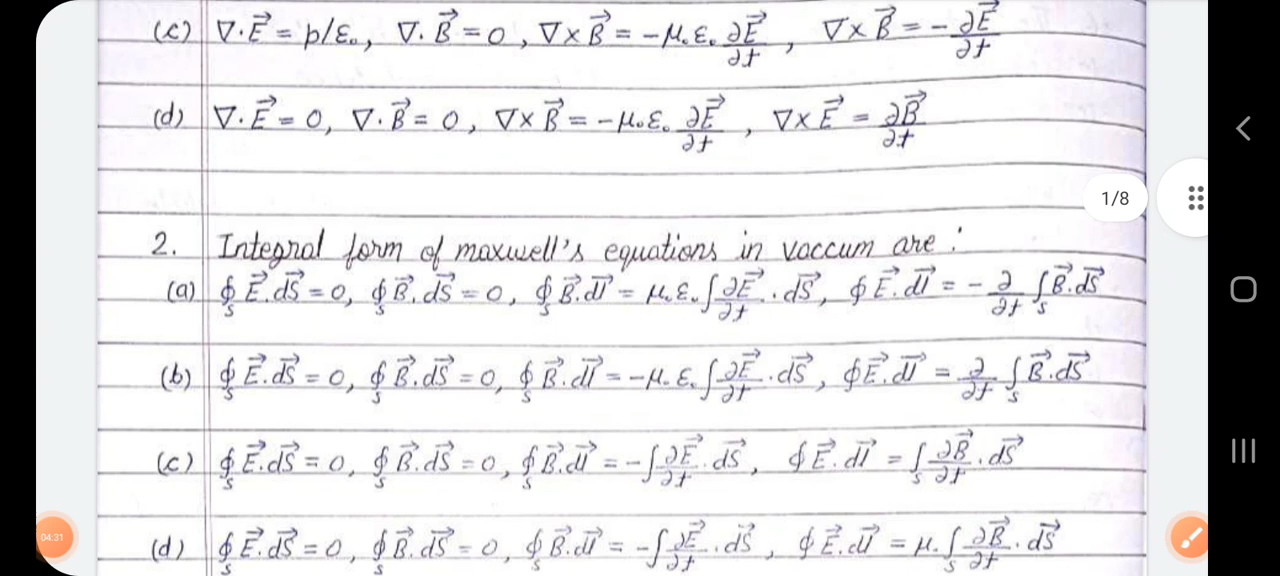 (c) ∇·E⃗ = p/ε₀, ∇·B⃗ = 0, ∇×B⃗ = -μ₀ε₀ ∂E⃗/∂t, ∇×B⃗ = -∂E⃗/∂t
(d) ∇·E⃗ = 0, ∇·B⃗ = 0, ∇×B⃗ = -μ₀ε₀ ∂E⃗/∂t, ∇×E⃗ = ∂B⃗/∂t
1/8
2. Integral form of maxwell's equations in vaccum are :
(a) ∮ₛ E⃗.dS⃗ = 0, ∮ₛ B⃗.dS⃗ = 0, ∮ₛ B⃗.dl⃗ = μ₀ε₀∫∂E⃗/∂t .dS⃗, ∮E⃗.dl⃗ = -∂/∂t ∫ₛ B⃗.dS⃗
(b) ∮ₛ E⃗.dS⃗ = 0, ∮ₛ B⃗.dS⃗ = 0, ∮ₛ B⃗.dl⃗ = -μ₀ε₀∫∂E⃗/∂t .dS⃗, ∮E⃗.dl⃗ = ∂/∂t ∫ₛ B⃗.dS⃗
(c) ∮ₛ E⃗.dS⃗ = 0, ∮ₛ B⃗.dS⃗ = 0, ∮ₛ B⃗.dl⃗ = -∫∂E⃗/∂t .dS⃗, ∮E⃗.dl⃗ = ∫ₛ ∂B⃗/∂t .dS⃗
(d) ∮ₛ E⃗.dS⃗ = 0, ∮ₛ B⃗.dS⃗ = 0, ∮ₛ B⃗.dl⃗ = -∫∂E⃗/∂t .dS⃗, ∮E⃗.dl⃗ = μ₀∫ₛ ∂B⃗/∂t .dS⃗
04:31